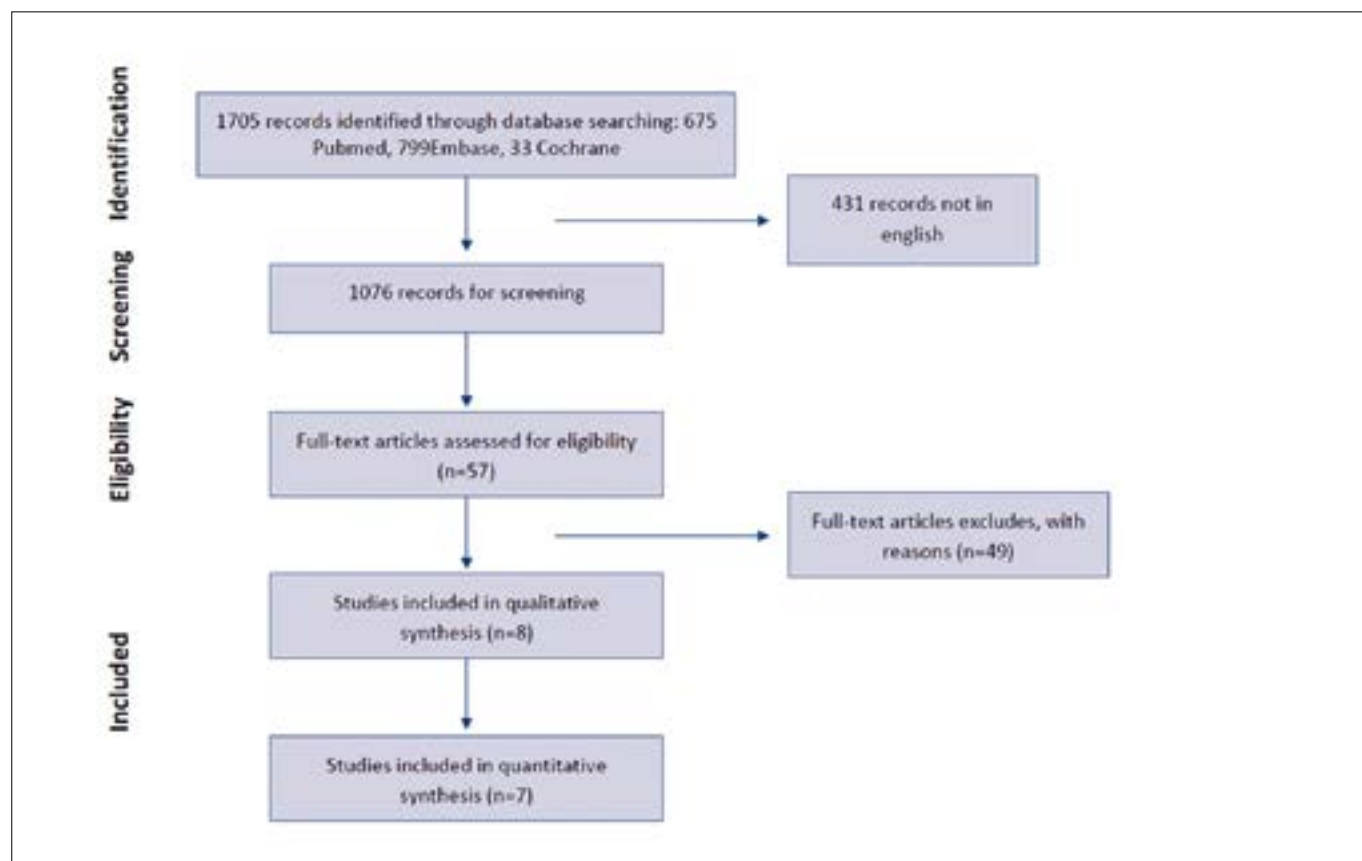 Identification
1705 records identified through database searching: 675
Pubmed, 799Embase, 33 Cochrane
431 records not in
english
Screening
1076 records for screening
Eligibility
Full-text articles assessed for eligibility
(n=57)
Full-text articles excludes, with
reasons (n=49)
Included
Studies included in qualitative
synthesis (n=8)
Studies included in quantitative
synthesis (n=7)